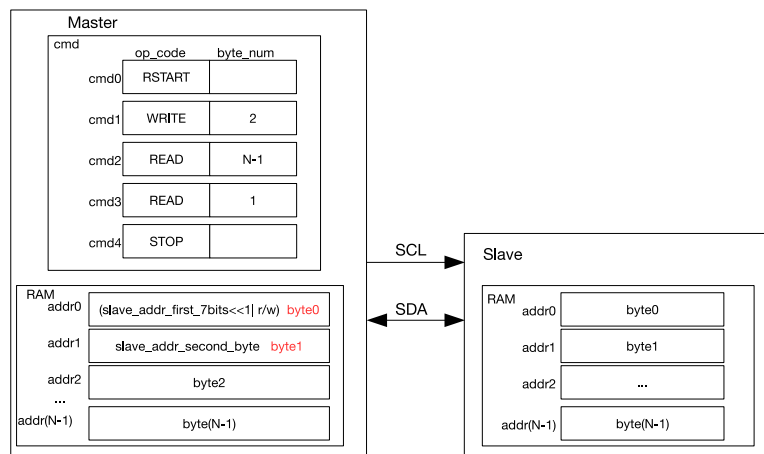 Master
cmd
op_code byte_num
cmd0 RSTART
cmd1 WRITE 2
cmd2 READ N-1
cmd3 READ 1
cmd4 STOP
RAM
addr0 (slave_addr_first_7bits<<1| r/w) byte0
addr1 slave_addr_second_byte byte1
addr2 byte2
...
addr(N-1) byte(N-1)
SCL
SDA
Slave
RAM
addr0 byte0
addr1 byte1
addr2 ...
addr(N-1) byte(N-1)